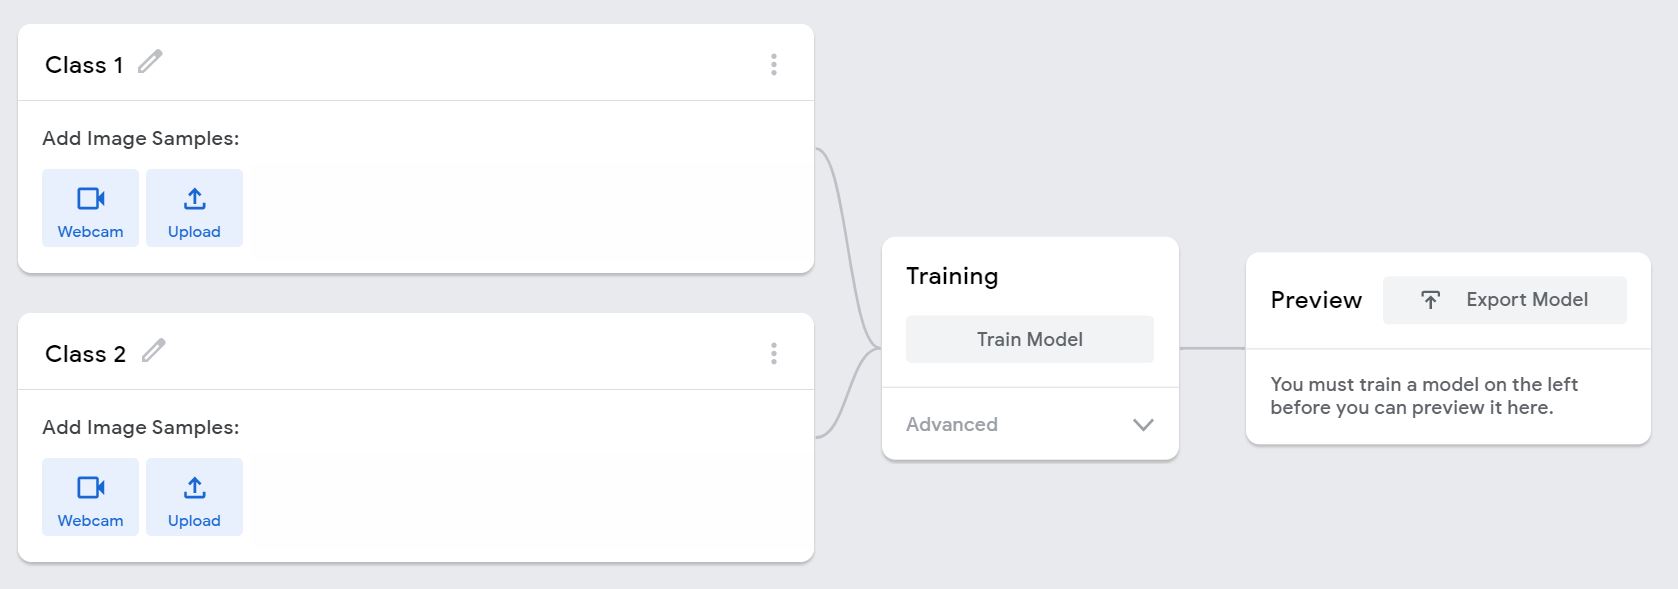 Class 1
Add Image Samples:
Webcam
Upload
Class 2
Add Image Samples:
Webcam
Upload
Training
Train Model
Advanced
Preview
Export Model
You must train a model on the left
before you can preview it here.